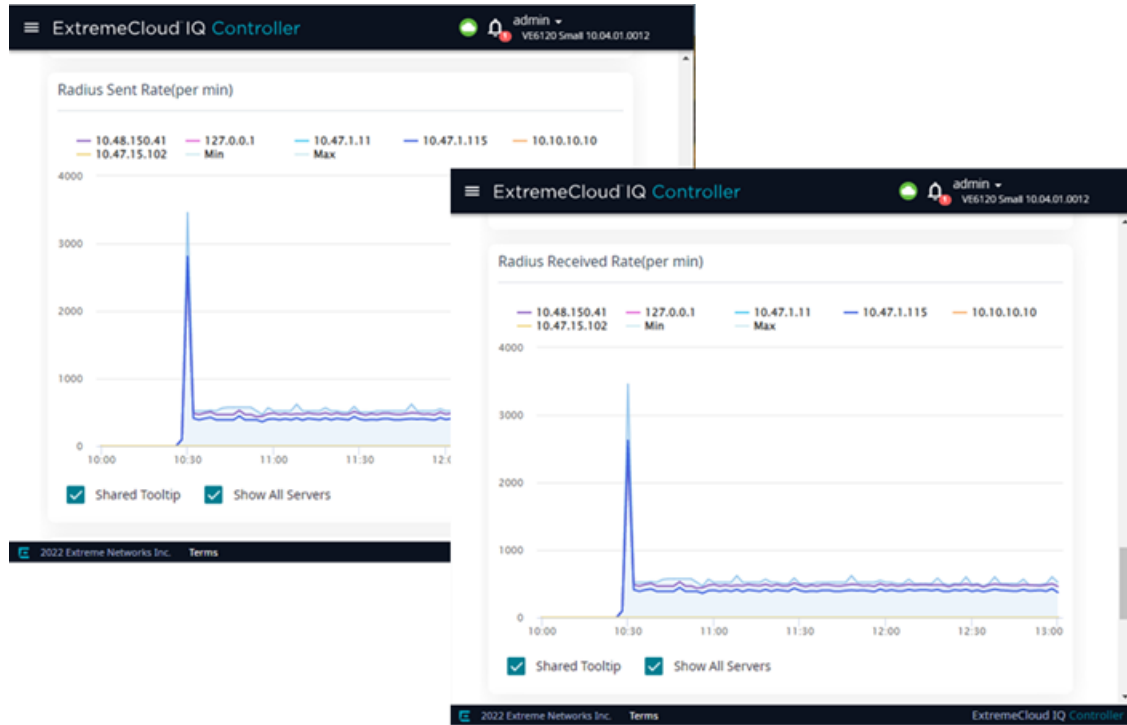 ExtremeCloud IQ Controller
admin
VE6120 Small 10.04.01.0012
Radius Sent Rate(per min)
10.48.150.41 127.0.0.1 10.47.1.11 10.47.1.115 10.10.10.10
10.47.15.102 Min Max
4000
3000
2000
1000
0
10:00 10:30 11:00 11:30 12:0
Shared Tooltip Show All Servers
2022 Extreme Networks Inc. Terms
ExtremeCloud IQ Controller
admin
VE6120 Small 10.04.01.0012
Radius Received Rate(per min)
10.48.150.41 127.0.0.1 10.47.1.11 10.47.1.115 10.10.10.10
10.47.15.102 Min Max
4000
3000
2000
1000
0
10:00 10:30 11:00 11:30 12:00 12:30 13:00
Shared Tooltip Show All Servers
2022 Extreme Networks Inc. Terms ExtremeCloud IQ Controller